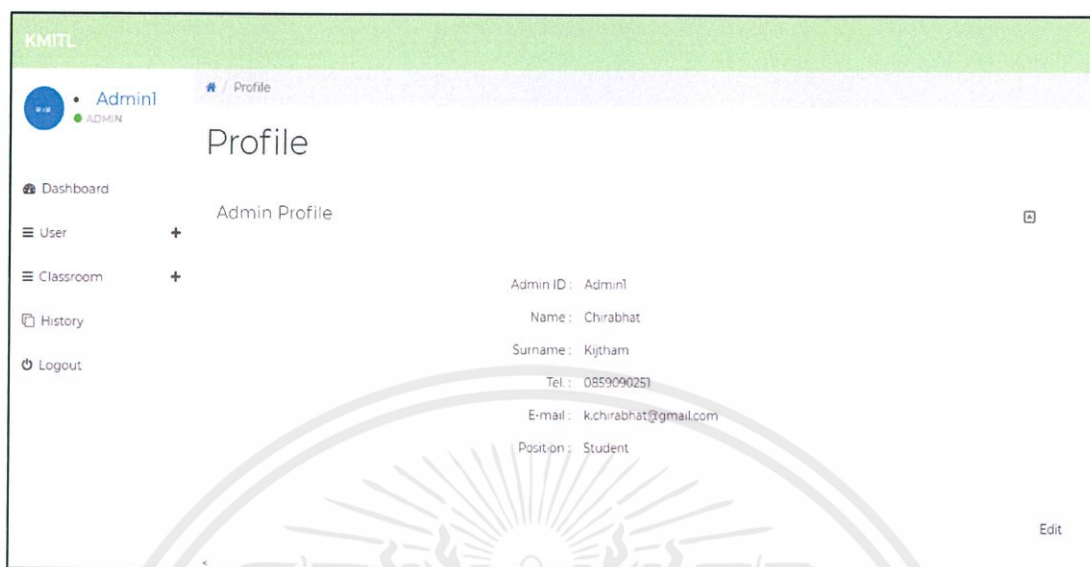 KMITL
Admin1
ADMIN
Dashboard
User
Classroom
History
Logout
/ Profile
Profile
Admin Profile
Admin ID : Admin1
Name : Chirabhat
Surname : Kijtham
Tel. : 0859090251
E-mail : k.chirabhat@gmail.com
Position : Student
Edit